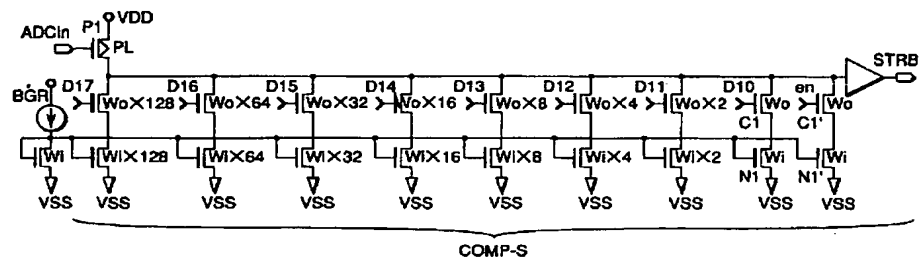 P1 VDD
ADCin PL
STRB
BGR D17 D16 D15 D14 D13 D12 D11 D10 en
Wo×128 Wo×64 Wo×32 Wo×16 Wo×8 Wo×4 Wo×2 Wo Wo
C1 C1'
Wi Wi×128 Wi×64 Wi×32 Wi×16 Wi×8 Wi×4 Wi×2 Wi Wi
N1 N1'
VSS VSS VSS VSS VSS VSS VSS VSS VSS VSS
COMP-S